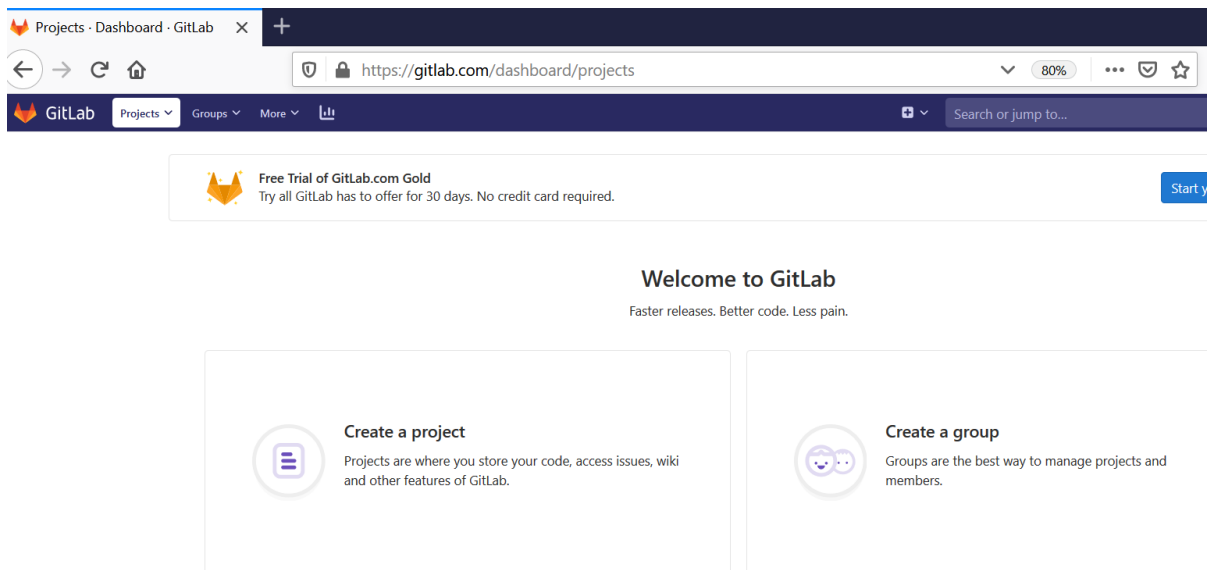 Projects · Dashboard · GitLab
https://gitlab.com/dashboard/projects
80%
GitLab Projects Groups More Search or jump to...
Free Trial of GitLab.com Gold
Try all GitLab has to offer for 30 days. No credit card required.
Start
Welcome to GitLab
Faster releases. Better code. Less pain.
Create a project
Projects are where you store your code, access issues, wiki
and other features of GitLab.
Create a group
Groups are the best way to manage projects and
members.